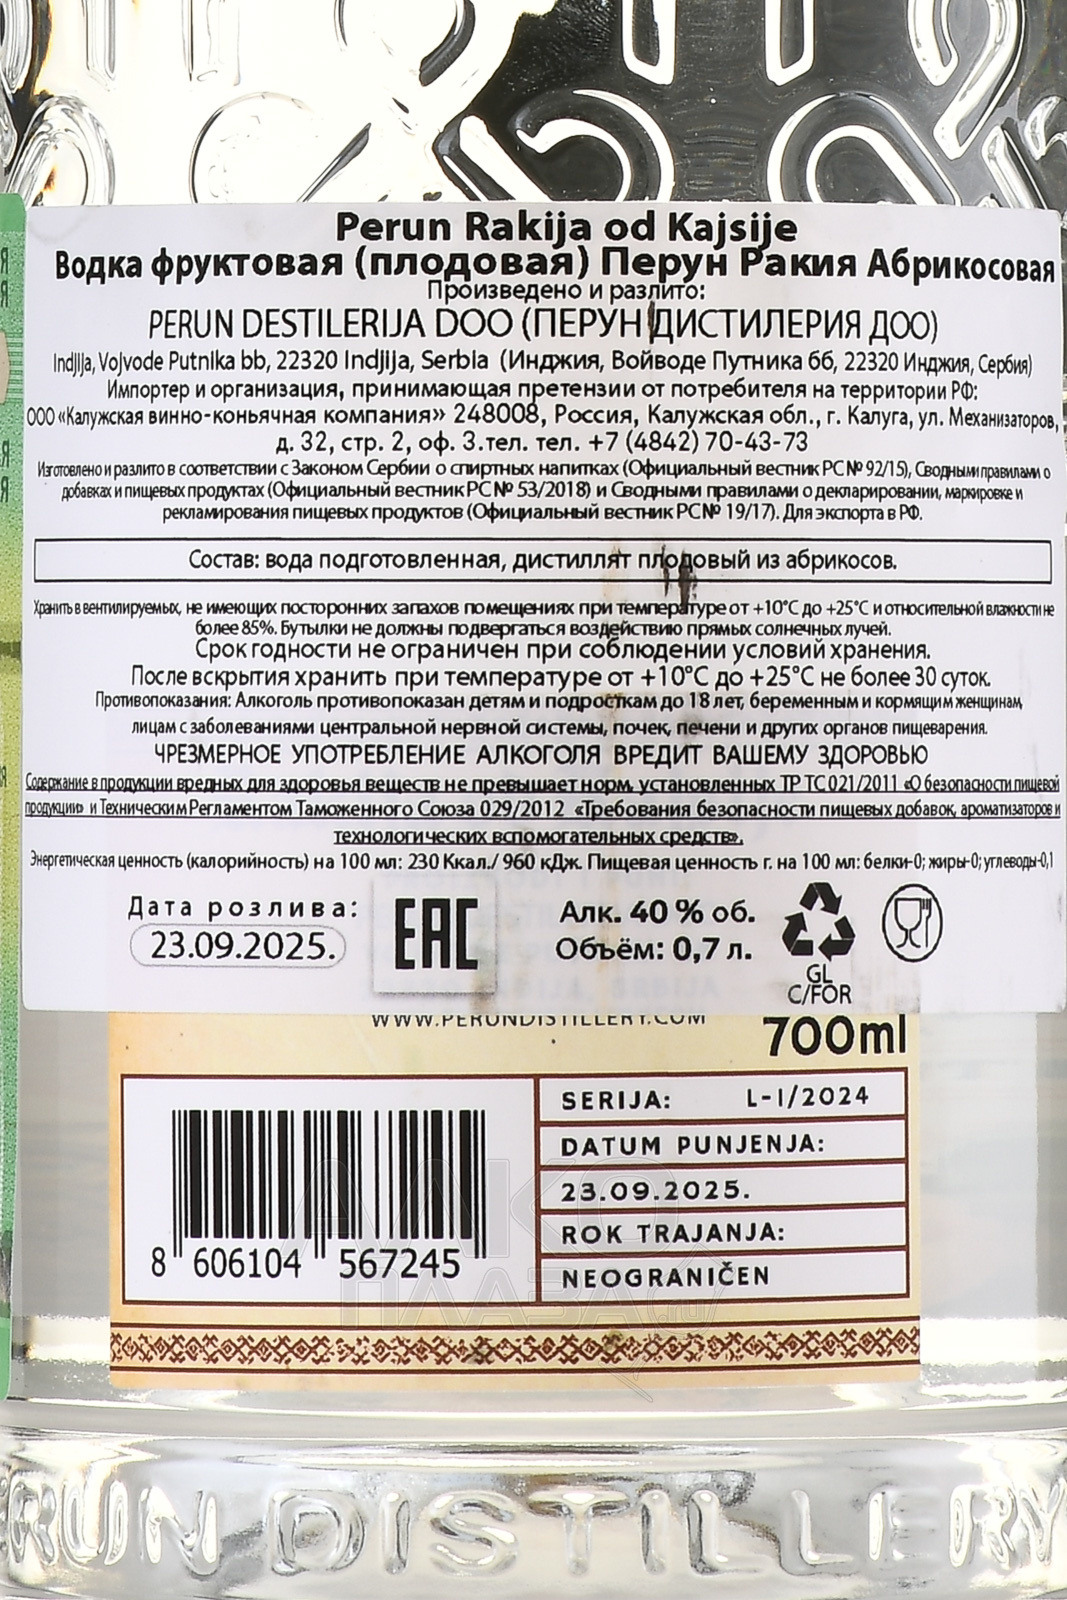 Perun Rakija od Kajsije
Водка фруктовая (плодовая) Перун Ракия Абрикосовая
Произведено и разлито:
PERUN DESTILERIJA DOO (ПЕРУН ДИСТИЛЕРИЯ ДОО)
Indjija, Vojvode Putnika bb, 22320 Indjija, Serbia (Инджия, Войводе Путника бб, 22320 Инджия, Сербия)
Импортер и организация, принимающая претензии от потребителя на территории РФ:
ООО «Калужская винно-коньячная компания» 248008, Россия, Калужская обл., г. Калуга, ул. Механизаторов,
д. 32, стр. 2, оф. 3.тел. тел. +7 (4842) 70-43-73
Изготовлено и разлито в соответствии с Законом Сербии о спиртных напитках (Официальный вестник РС № 92/15), Сводными правилами о
добавках и пищевых продуктах (Официальный вестник РС № 53/2018) и Сводными правилами о декларировании, маркировке и
рекламирования пищевых продуктов (Официальный вестник РС № 19/17). Для экспорта в РФ.
Состав: вода подготовленная, дистиллят плодовый из абрикосов.
Хранить в вентилируемых, не имеющих посторонних запахов помещениях при температуре от +10°С до +25°С и относительной влажности не
более 85%. Бутылки не должны подвергаться воздействию прямых солнечных лучей.
Срок годности не ограничен при соблюдении условий хранения.
После вскрытия хранить при температуре от +10°С до +25°С не более 30 суток.
Противопоказания: Алкоголь противопоказан детям и подросткам до 18 лет, беременным и кормящим женщинам,
лицам с заболеваниями центральной нервной системы, почек, печени и других органов пищеварения.
ЧРЕЗМЕРНОЕ УПОТРЕБЛЕНИЕ АЛКОГОЛЯ ВРЕДИТ ВАШЕМУ ЗДОРОВЬЮ
Содержание в продукции вредных для здоровья веществ не превышает норм, установленных ТР ТС 021/2011 «О безопасности пищевой
продукции» и Техническим Регламентом Таможенного Союза 029/2012 «Требования безопасности пищевых добавок, ароматизаторов и
технологических вспомогательных средств».
Энергетическая ценность (калорийность) на 100 мл: 230 Ккал./ 960 кДж. Пищевая ценность г. на 100 мл: белки-0; жиры-0; углеводы-0,1
Дата розлива:
23.09.2025.
EAC
Алк. 40 % об.
Объём: 0,7 л.
GL
C/FOR
WWW.PERUNDISTILLERY.COM
700ml
8 606104 567245
SERIJA: L-I/2024
DATUM PUNJENJA:
23.09.2025.
ROK TRAJANJA:
NEOGRANIČEN
АЛКО
ПЛАЗА.ru
RUN DISTILLERY